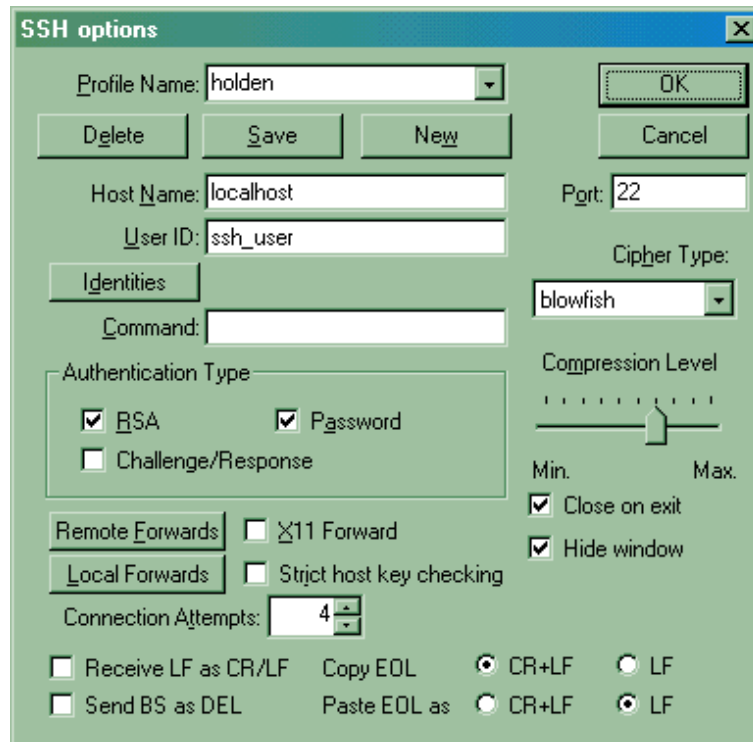 SSH options
Profile Name: holden OK
Delete Save New Cancel
Host Name: localhost Port: 22
User ID: ssh_user
Cipher Type:
Identities
blowfish
Command:
Compression Level
Authentication Type
RSA Password
Challenge/Response
Min. Max.
Close on exit
Remote Forwards X11 Forward
Hide window
Local Forwards Strict host key checking
Connection Attempts: 4
Receive LF as CR/LF Copy EOL CR+LF LF
Send BS as DEL Paste EOL as CR+LF LF